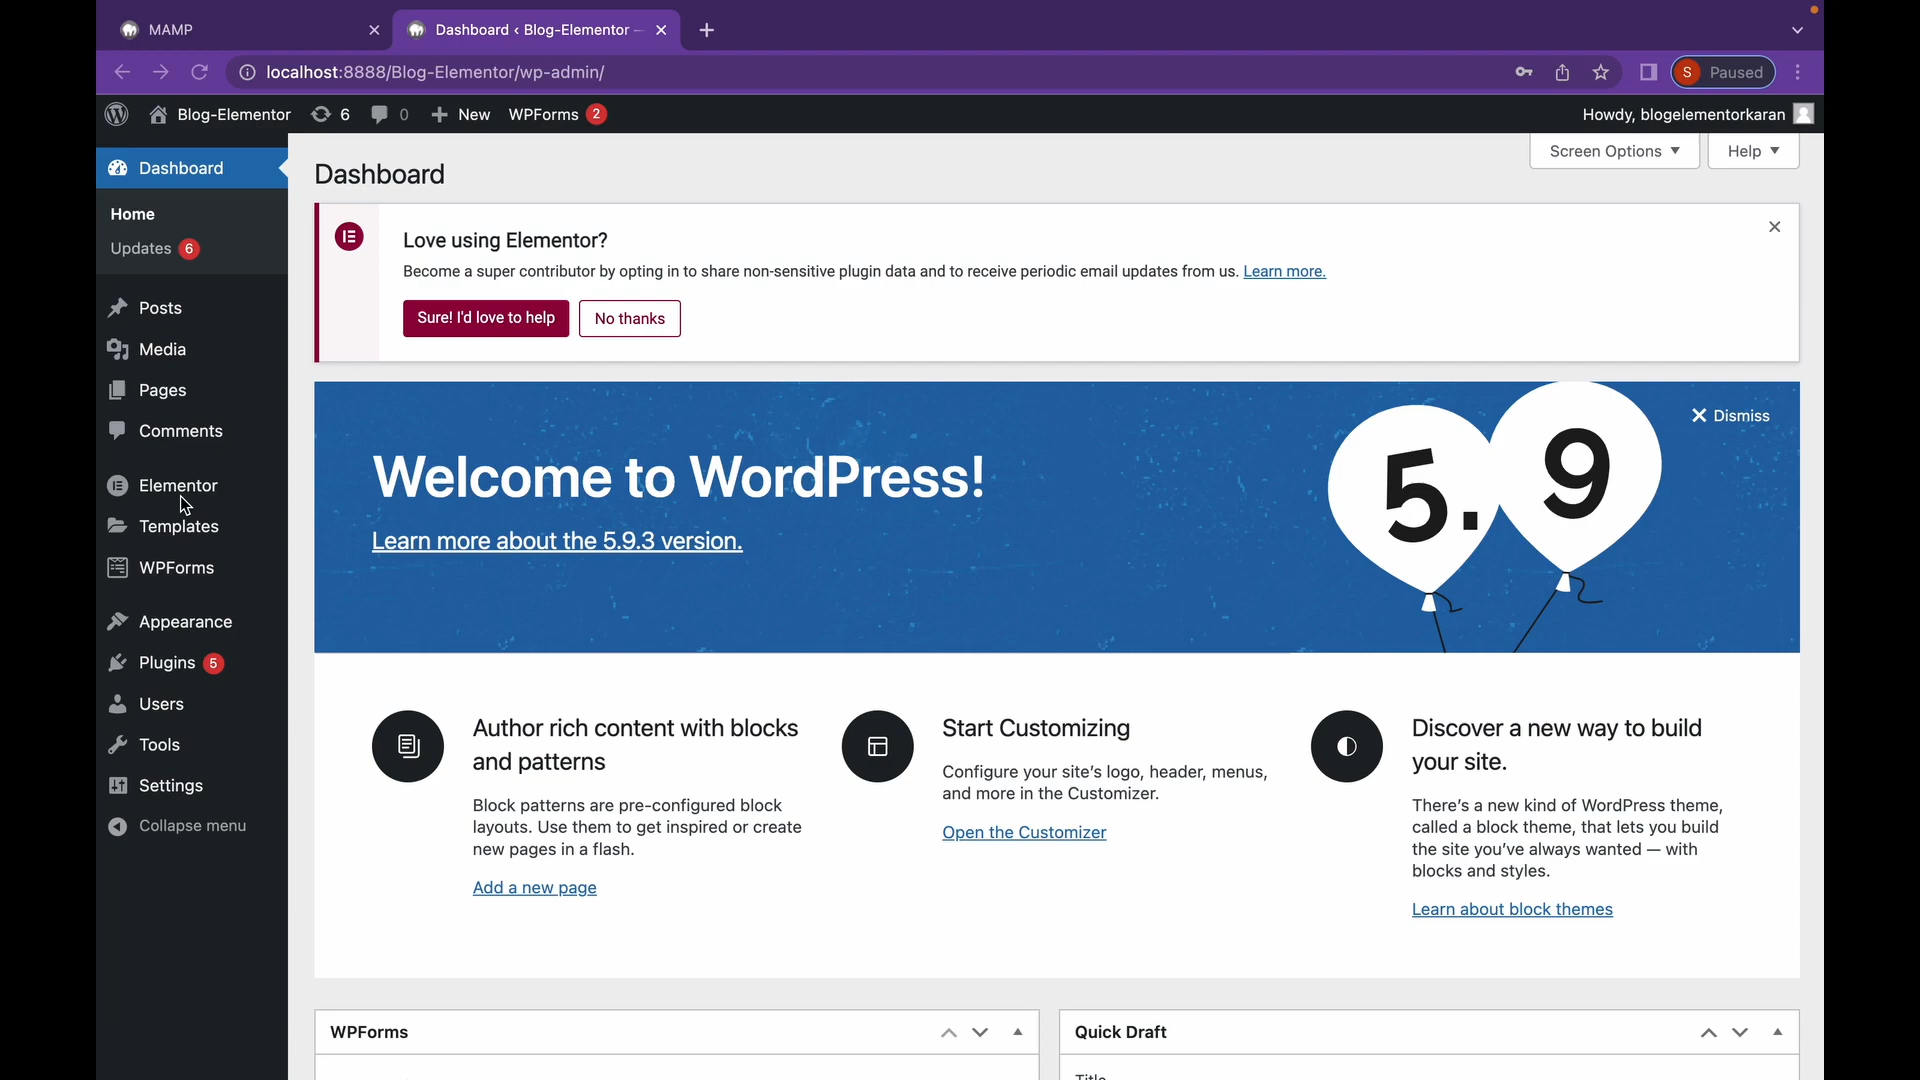 MAMP
Dashboard ‹ Blog-Elementor —
localhost:8888/Blog-Elementor/wp-admin/
S Paused
Blog-Elementor 6 0 New WPForms 2
Howdy, blogelementorkaran
Dashboard
Home
Updates 6
Posts
Media
Pages
Comments
Elementor
Templates
WPForms
Appearance
Plugins 5
Users
Tools
Settings
Collapse menu
Screen Options
Help
Dashboard
Love using Elementor?
Become a super contributor by opting in to share non-sensitive plugin data and to receive periodic email updates from us. Learn more.
Sure! I'd love to help
No thanks
Dismiss
Welcome to WordPress!
Learn more about the 5.9.3 version.
5.9
Author rich content with blocks
and patterns
Block patterns are pre-configured block
layouts. Use them to get inspired or create
new pages in a flash.
Add a new page
Start Customizing
Configure your site’s logo, header, menus,
and more in the Customizer.
Open the Customizer
Discover a new way to build
your site.
There’s a new kind of WordPress theme,
called a block theme, that lets you build
the site you’ve always wanted — with
blocks and styles.
Learn about block themes
WPForms
Quick Draft
Title